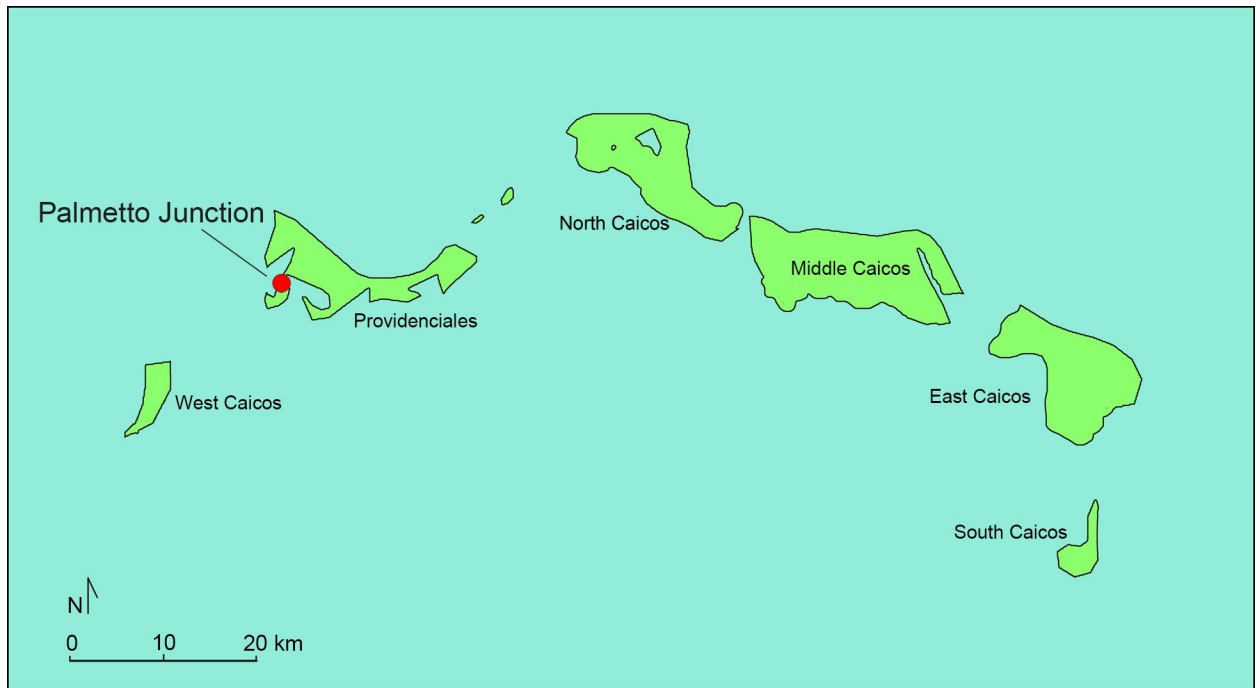 Palmetto Junction
North Caicos
Middle Caicos
Providenciales
West Caicos
East Caicos
South Caicos
N
0 10 20 km